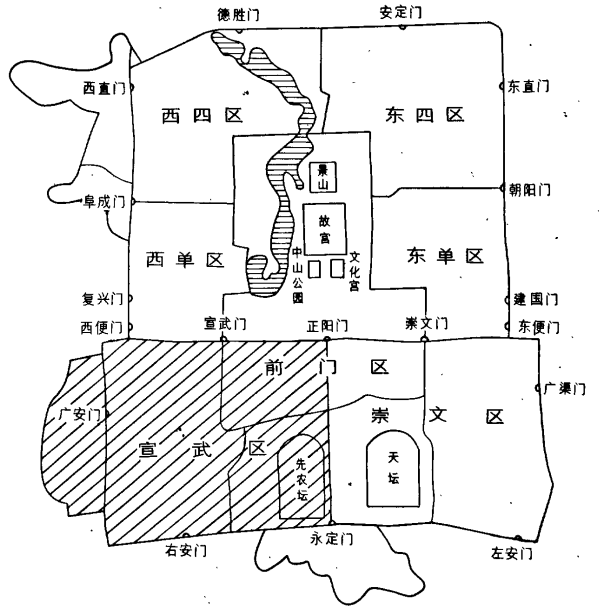 德胜门
安定门
西直门
东直门
西四区
东四区
景山
阜成门
朝阳门
故宫
西单区
东单区
中山公园
文化宫
复兴门
建国门
西便门
宣武门
正阳门
崇文门
东便门
前门区
广渠门
广安门
崇文区
宣武区
先农坛
天坛
右安门
永定门
左安门